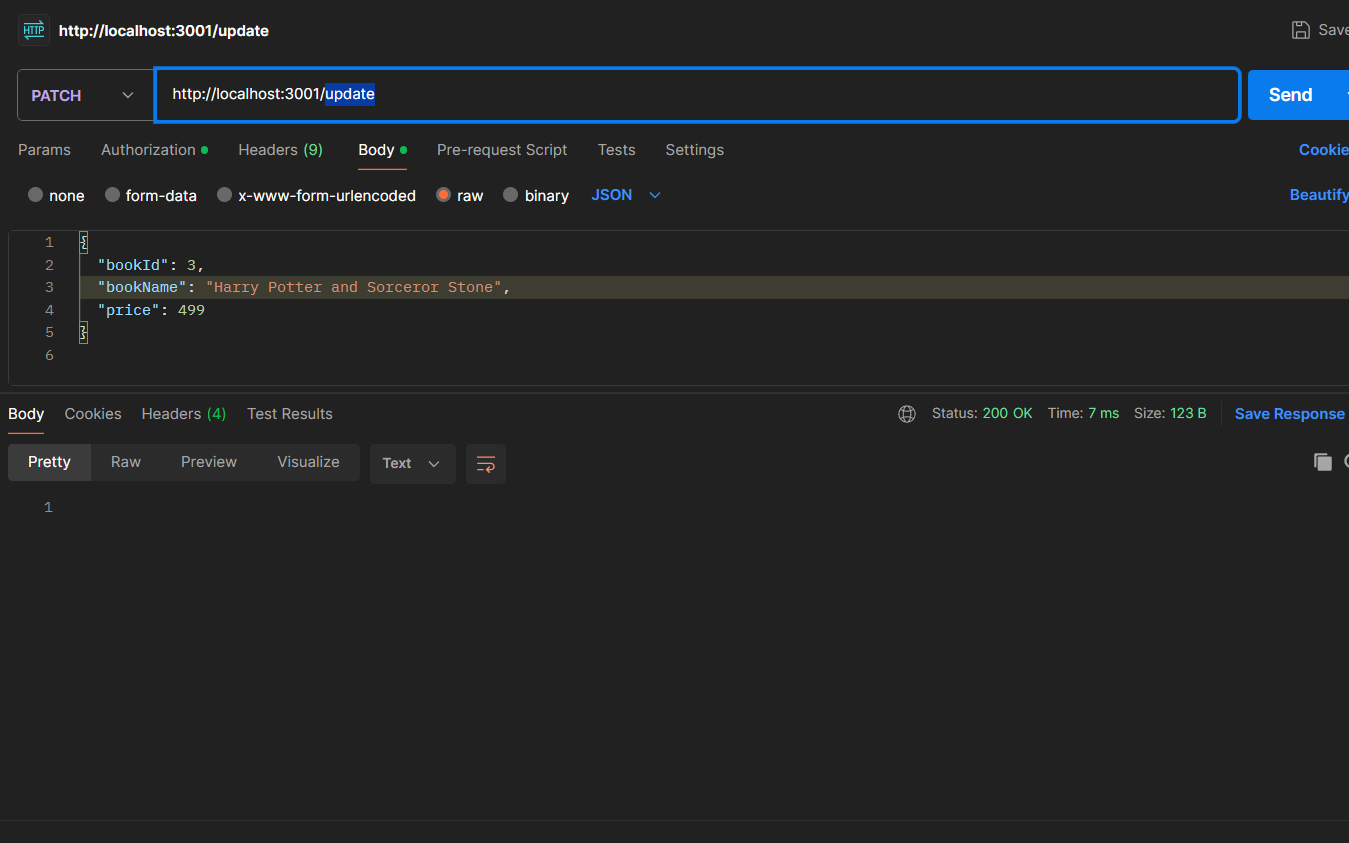 HTTP http://localhost:3001/update Save
PATCH http://localhost:3001/update Send
Params Authorization Headers (9) Body Pre-request Script Tests Settings Cookie
none form-data x-www-form-urlencoded raw binary JSON Beautify
1 {
2 "bookId": 3,
3 "bookName": "Harry Potter and Sorceror Stone",
4 "price": 499
5 }
6
Body Cookies Headers (4) Test Results Status: 200 OK Time: 7 ms Size: 123 B Save Response
Pretty Raw Preview Visualize Text
1